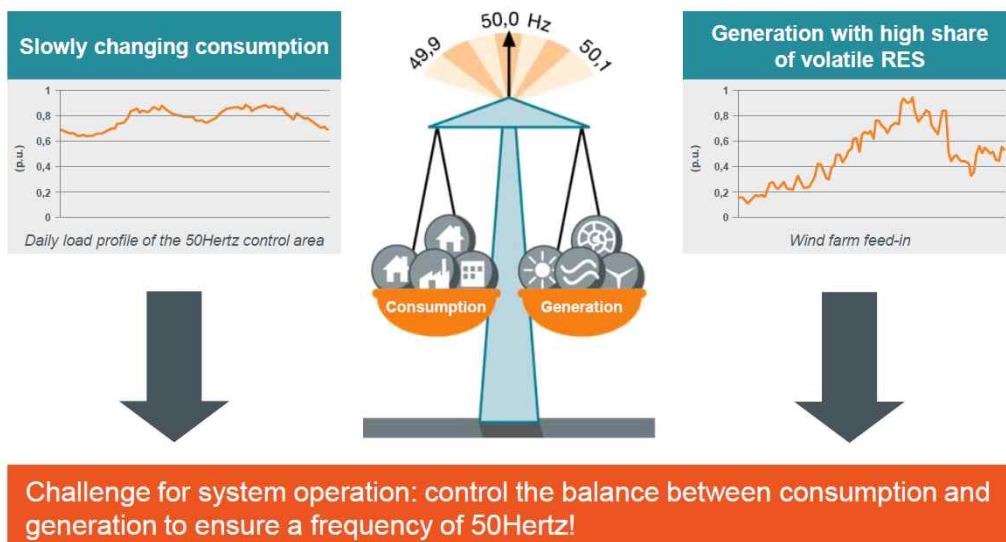 Slowly changing consumption
1
0,8
0,6
0,4
0,2
0
(p.u.)
Daily load profile of the 50Hertz control area
49,9
50,0 Hz
50,1
Consumption
Generation
Generation with high share
of volatile RES
1
0,8
0,6
0,4
0,2
0
(p.u.)
Wind farm feed-in
Challenge for system operation: control the balance between consumption and
generation to ensure a frequency of 50Hertz!